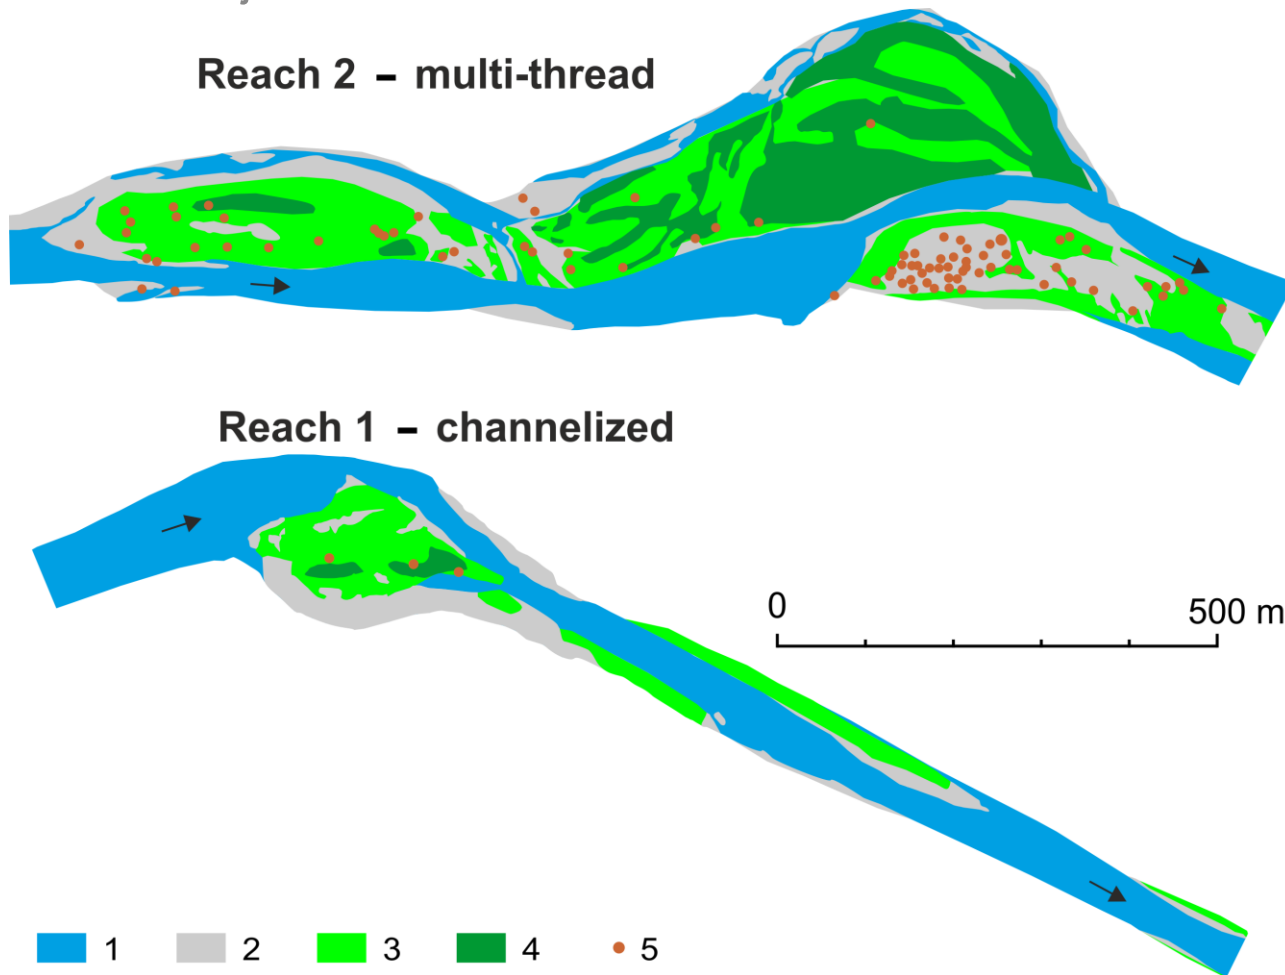 Reach 2 – multi-thread
Reach 1 – channelized
0 500 m
1 2 3 4 5